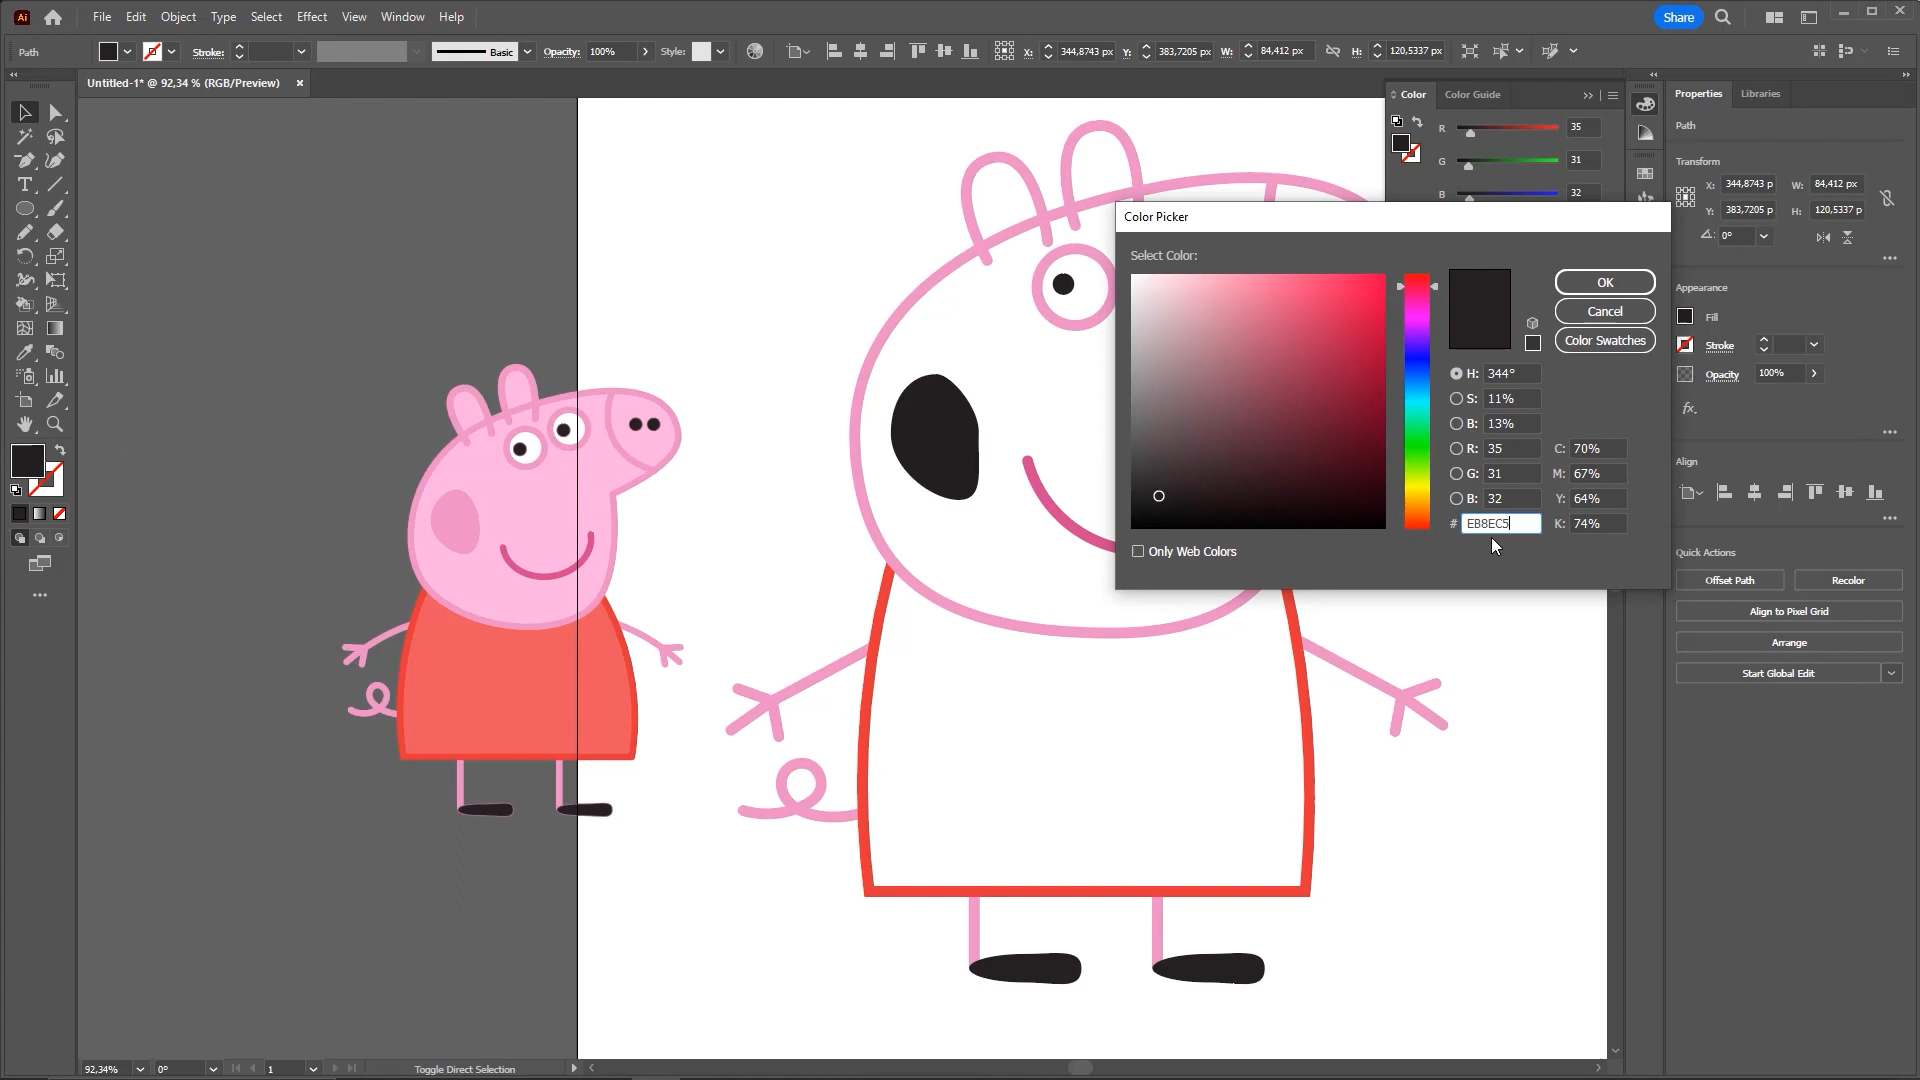 Ai File Edit Object Type Select Effect View Window Help Share
Path Stroke: Basic Opacity: 100% Style: X: 344,8743 px Y: 383,7205 px W: 84,412 px H: 120,5337 px
Untitled-1* @ 92,34 % (RGB/Preview)
Color Color Guide
R 35
G 31
B 32
Properties Libraries
Path
Transform
X: 344,8743 p W: 84,412 px
Y: 383,7205 p H: 120,5337 p
0°
Appearance
Fill
Stroke
Opacity 100%
fx.
Align
Quick Actions
Offset Path Recolor
Align to Pixel Grid
Arrange
Start Global Edit
Color Picker
Select Color:
OK
Cancel
Color Swatches
H: 344°
S: 11%
B: 13%
R: 35 C: 70%
G: 31 M: 67%
B: 32 Y: 64%
# EB8EC5 K: 74%
Only Web Colors
92,34% 0° 1 Toggle Direct Selection